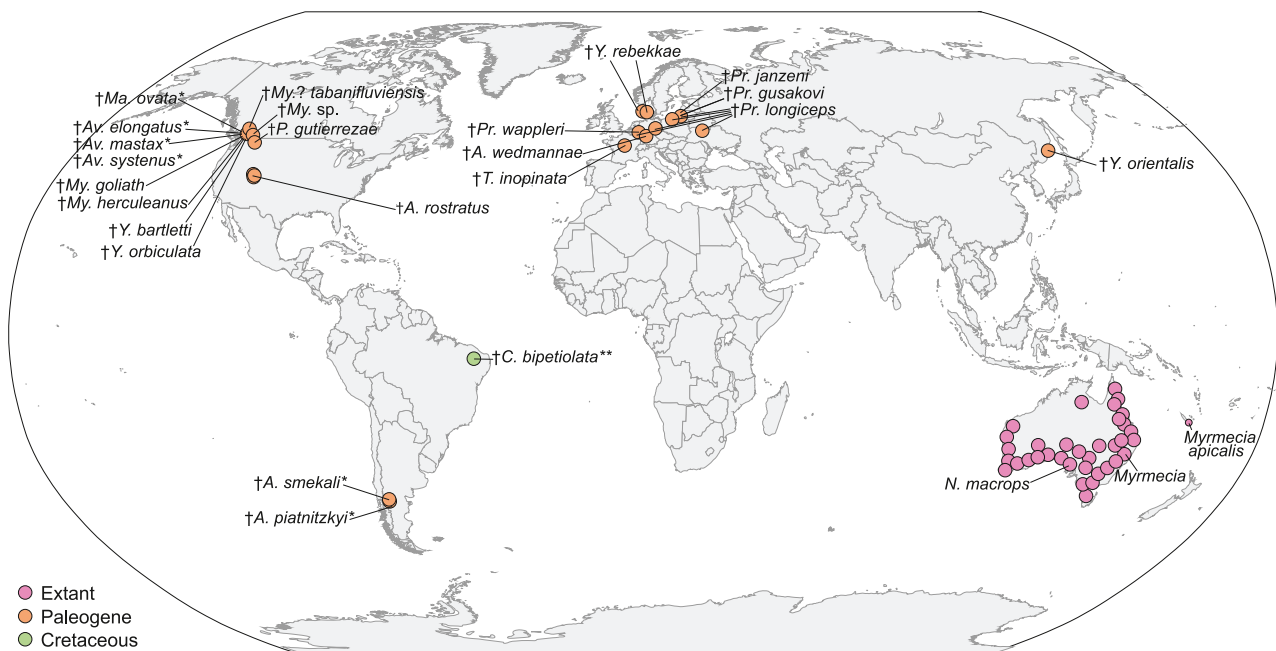 †Y. rebekkae
†Pr. janzeni
†Pr. gusakovi
†Pr. longiceps
†Ma. ovata*
†My.? tabanifluviensis
†My. sp.
†P. gutierrezae
†Av. elongatus*
†Av. mastax*
†Av. systenus*
†Pr. wappleri
†A. wedmannae
†T. inopinata
†Y. orientalis
†My. goliath
†My. herculeanus
†A. rostratus
†Y. bartletti
†Y. orbiculata
†C. bipetiolata**
Myrmecia
apicalis
N. macrops
Myrmecia
†A. smekali*
†A. piatnitzkyi*
Extant
Paleogene
Cretaceous